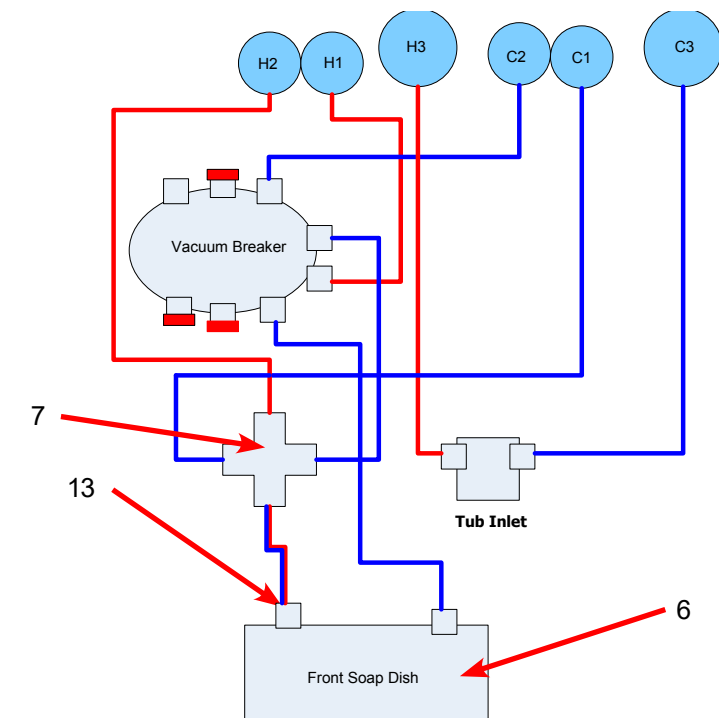 H2
H1
H3
C2
C1
C3
Vacuum Breaker
7
13
Tub Inlet
6
Front Soap Dish